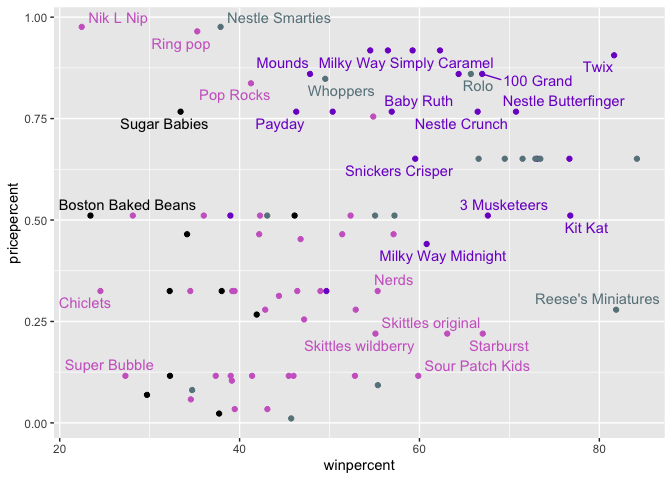 1.00
Nik L Nip
Nestle Smarties
Ring pop
Mounds
Milky Way Simply Caramel
Twix
100 Grand
Rolo
Whoppers
Pop Rocks
Baby Ruth
Nestle Butterfinger
0.75
Sugar Babies
Payday
Nestle Crunch
Snickers Crisper
pricepercent
Boston Baked Beans
3 Musketeers
0.50
Kit Kat
Milky Way Midnight
Nerds
Reese's Miniatures
Chiclets
Skittles original
0.25
Skittles wildberry
Starburst
Super Bubble
Sour Patch Kids
0.00
20
40
60
80
winpercent